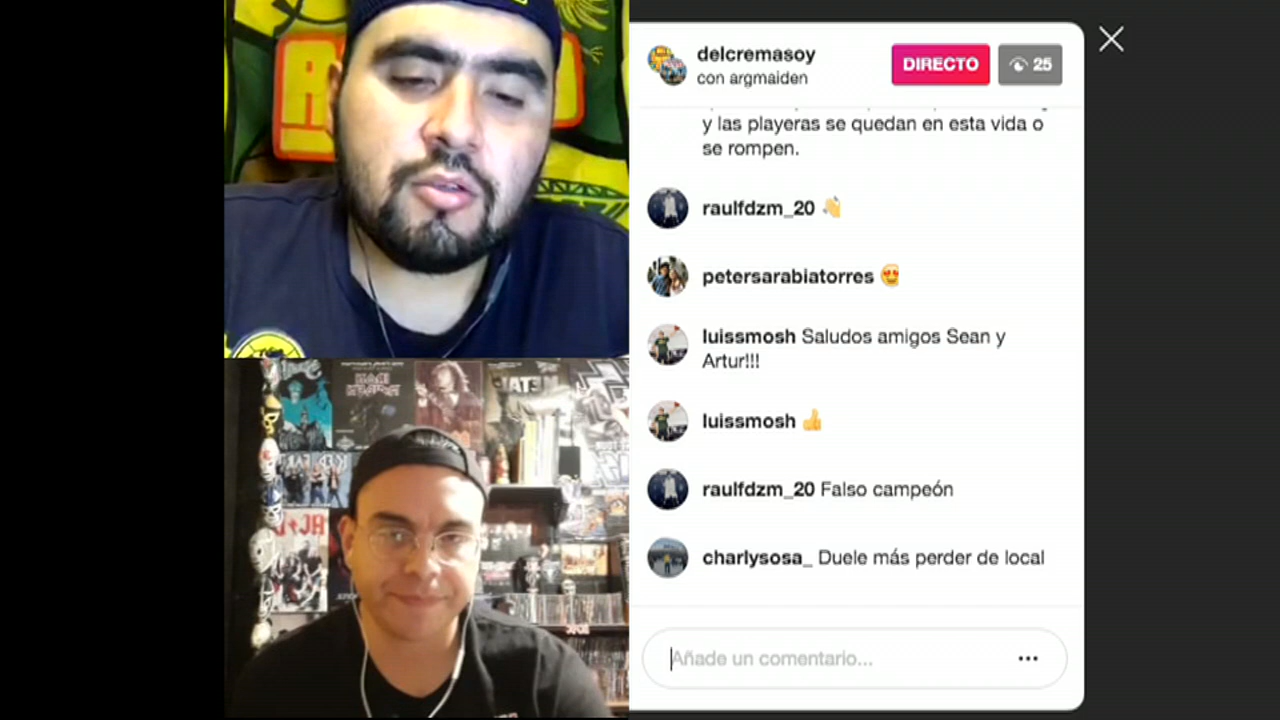 delcremasoy
con argmaiden
DIRECTO
25
y las playeras se quedan en esta vida o
se rompen.
raulfdzm_20 👋
petersarabiatorres 😍
luissmosh Saludos amigos Sean y
Artur!!!
luissmosh 👍
raulfdzm_20 Falso campeón
charlysosa_ Duele más perder de local
Añade un comentario...